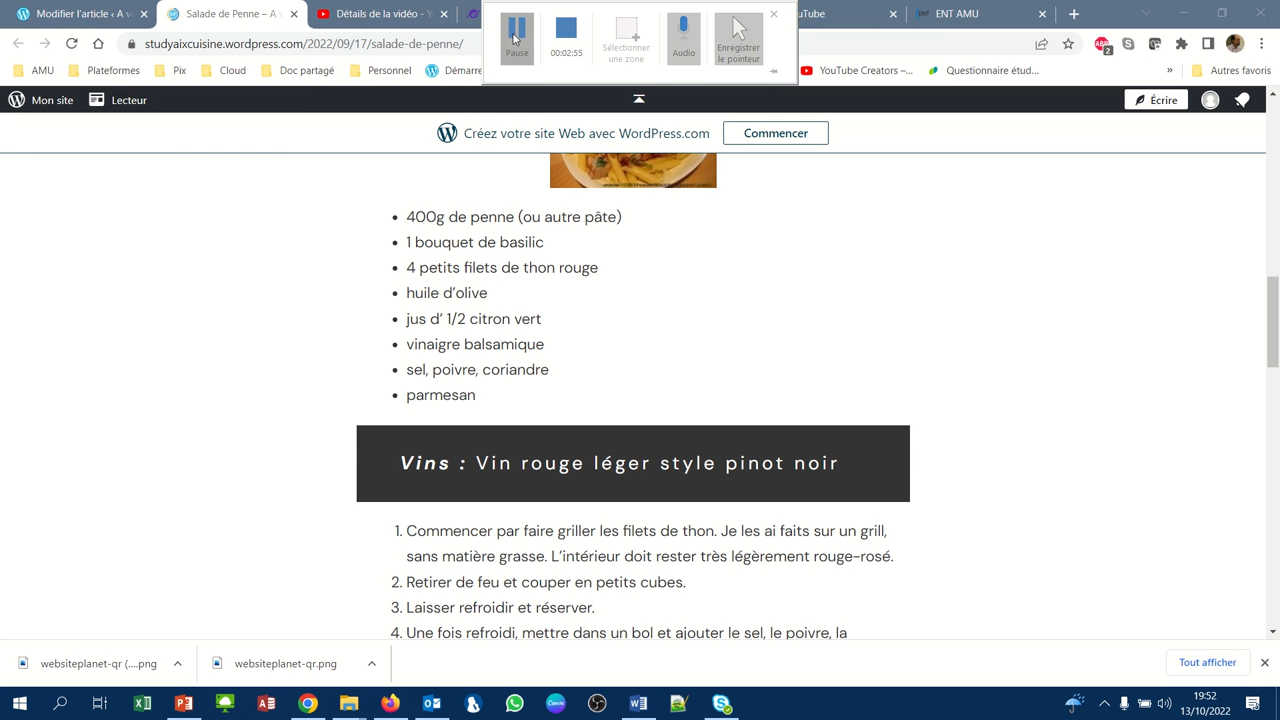 Modifier l'article ‹ A v
Salade de Penne – A v
Détails de la vidéo - Yo
uTube
ENT AMU
Pause
00:02:55
Sélectionner
une zone
Audio
Enregistrer
le pointeur
studyaixcuisine.wordpress.com/2022/09/17/-salade-de-penne/
2
AMU
Plateformes
Pix
Cloud
Doc partagé
Personnel
Démarre
YouTube Creators –...
Questionnaire étud...
»
Autres favoris
Mon site
Lecteur
Écrire
Créez votre site Web avec WordPress.com
Commencer
• 400g de penne (ou autre pâte)
• 1 bouquet de basilic
• 4 petits filets de thon rouge
• huile d'olive
• jus d' 1/2 citron vert
• vinaigre balsamique
• sel, poivre, coriandre
• parmesan
Vins : Vin rouge léger style pinot noir
1. Commencer par faire griller les filets de thon. Je les ai faits sur un grill,
sans matière grasse. L'intérieur doit rester très légèrement rouge-rosé.
2. Retirer de feu et couper en petits cubes.
3. Laisser refroidir et réserver.
4. Une fois refroidi, mettre dans un bol et ajouter le sel, le poivre, la
websiteplanet-qr (....png
websiteplanet-qr.png
Tout afficher
19:52
13/10/2022